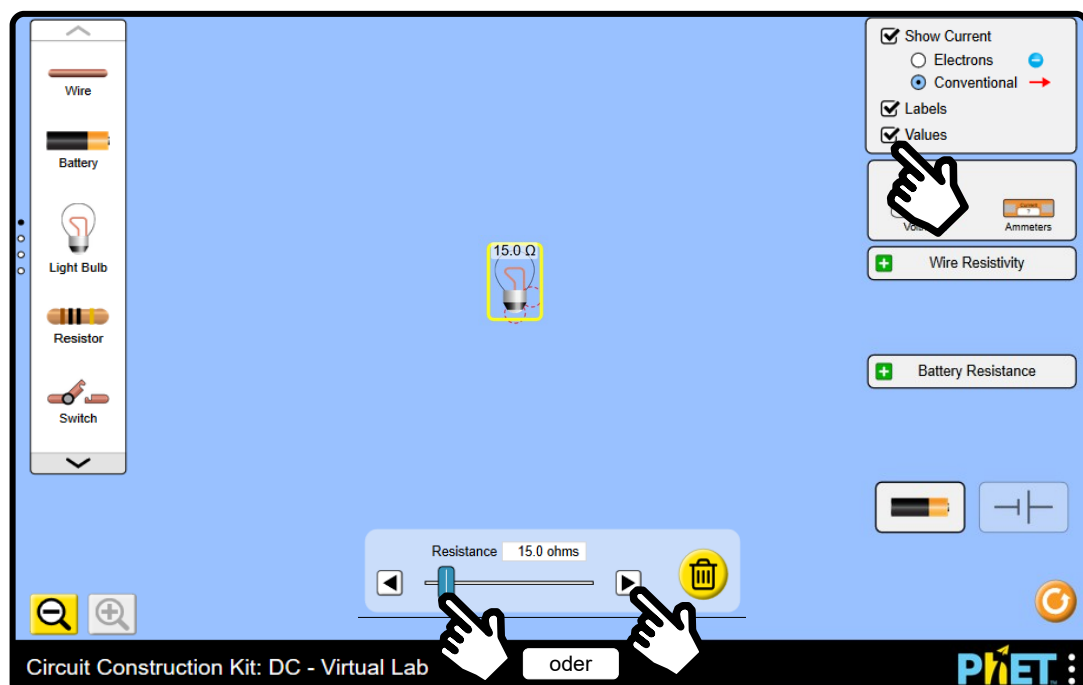 Wire
Battery
Light Bulb
Resistor
Switch
15.0 Ω
Show Current
Electrons
Conventional
Labels
Values
Current
?
Ammeters
Wire Resistivity
Battery Resistance
Resistance 15.0 ohms
oder
Circuit Construction Kit: DC - Virtual Lab
PhET